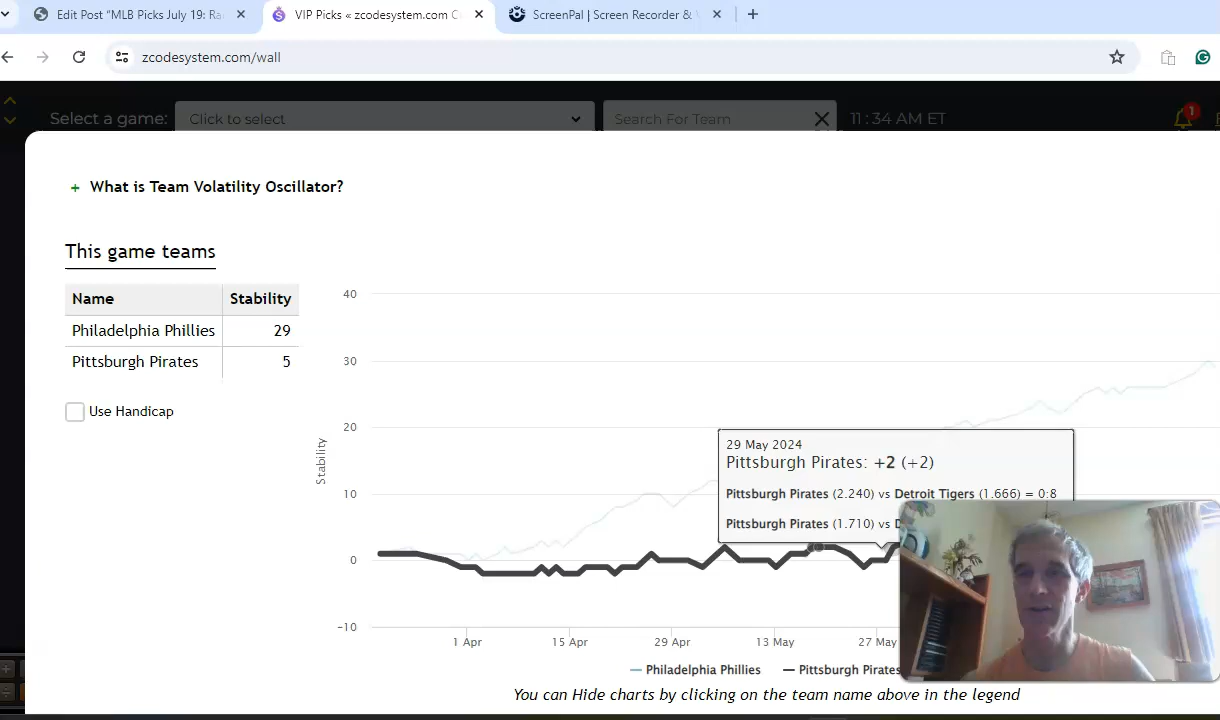 Edit Post “MLB Picks July 19: Ra
VIP Picks « zcodesystem.com C
ScreenPal | Screen Recorder &
zcodesystem.com/wall
Select a game:
Click to select
Search For Team
11:34 AM ET
1
+ What is Team Volatility Oscillator?
This game teams
Name Stability
Philadelphia Phillies 29
Pittsburgh Pirates 5
Use Handicap
Stability
40
30
20
10
0
-10
29 May 2024
Pittsburgh Pirates: +2 (+2)
Pittsburgh Pirates (2.240) vs Detroit Tigers (1.666) = 0:8
Pittsburgh Pirates (1.710) vs D
1 Apr 15 Apr 29 Apr 13 May 27 May
Philadelphia Phillies Pittsburgh Pirates
You can Hide charts by clicking on the team name above in the legend